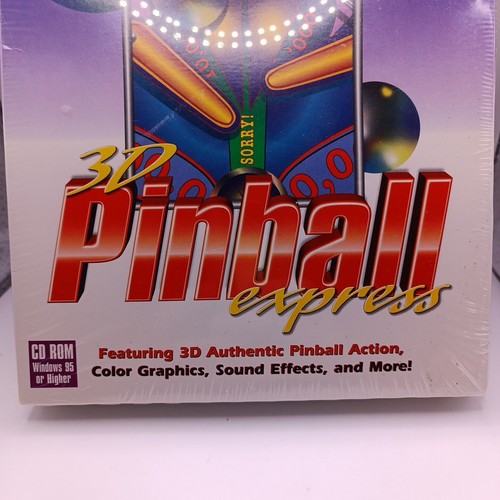 SORRY!
3D
Pinball
express
CD ROM
Windows 95
or Higher
Featuring 3D Authentic Pinball Action,
Color Graphics, Sound Effects, and More!